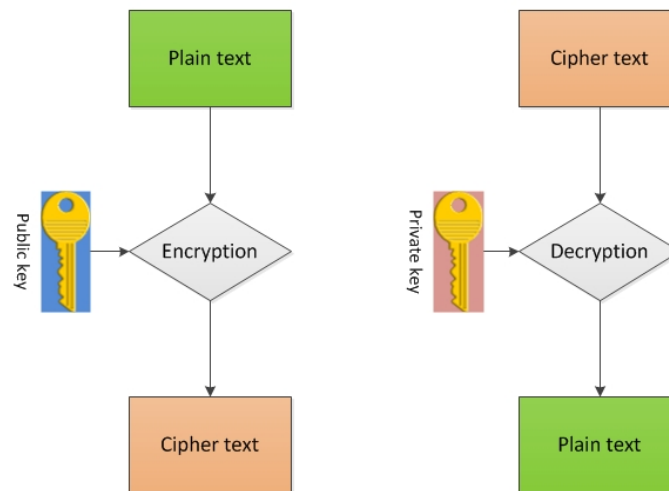 Plain text
Public key
Encryption
Cipher text
Cipher text
Private key
Decryption
Plain text